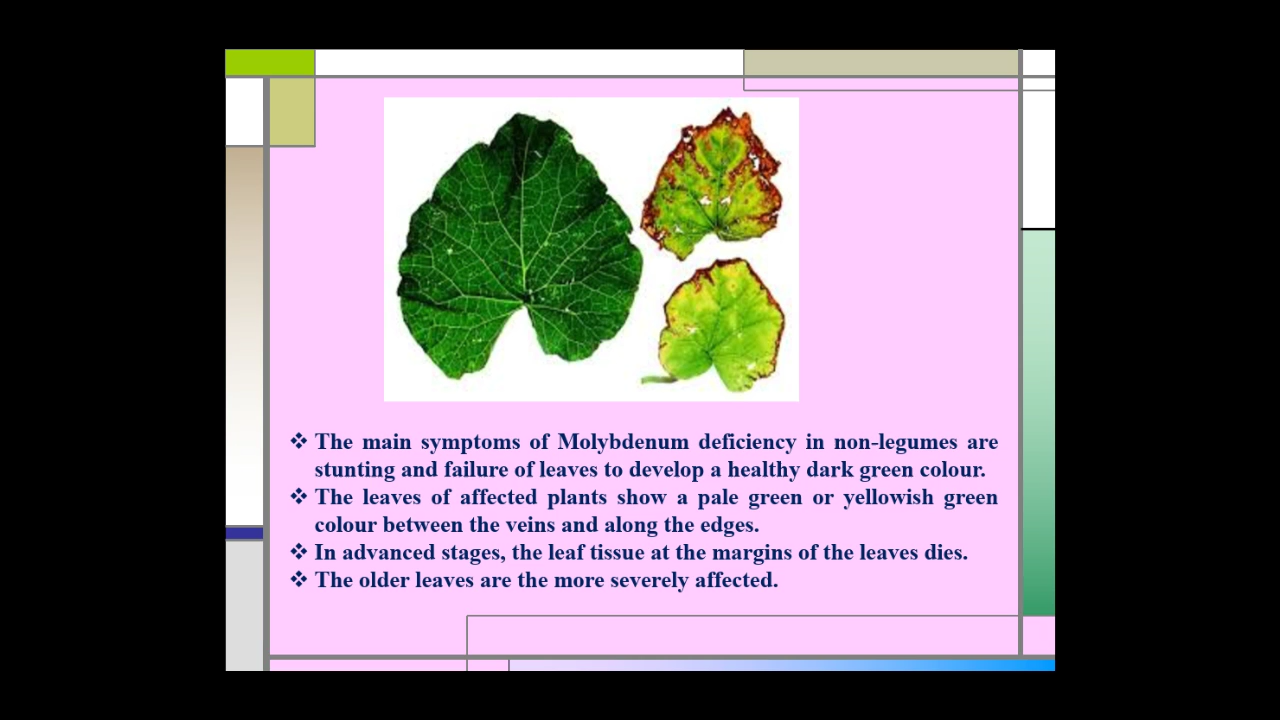 ❖ The main symptoms of Molybdenum deficiency in non-legumes are
stunting and failure of leaves to develop a healthy dark green colour.
❖ The leaves of affected plants show a pale green or yellowish green
colour between the veins and along the edges.
❖ In advanced stages, the leaf tissue at the margins of the leaves dies.
❖ The older leaves are the more severely affected.